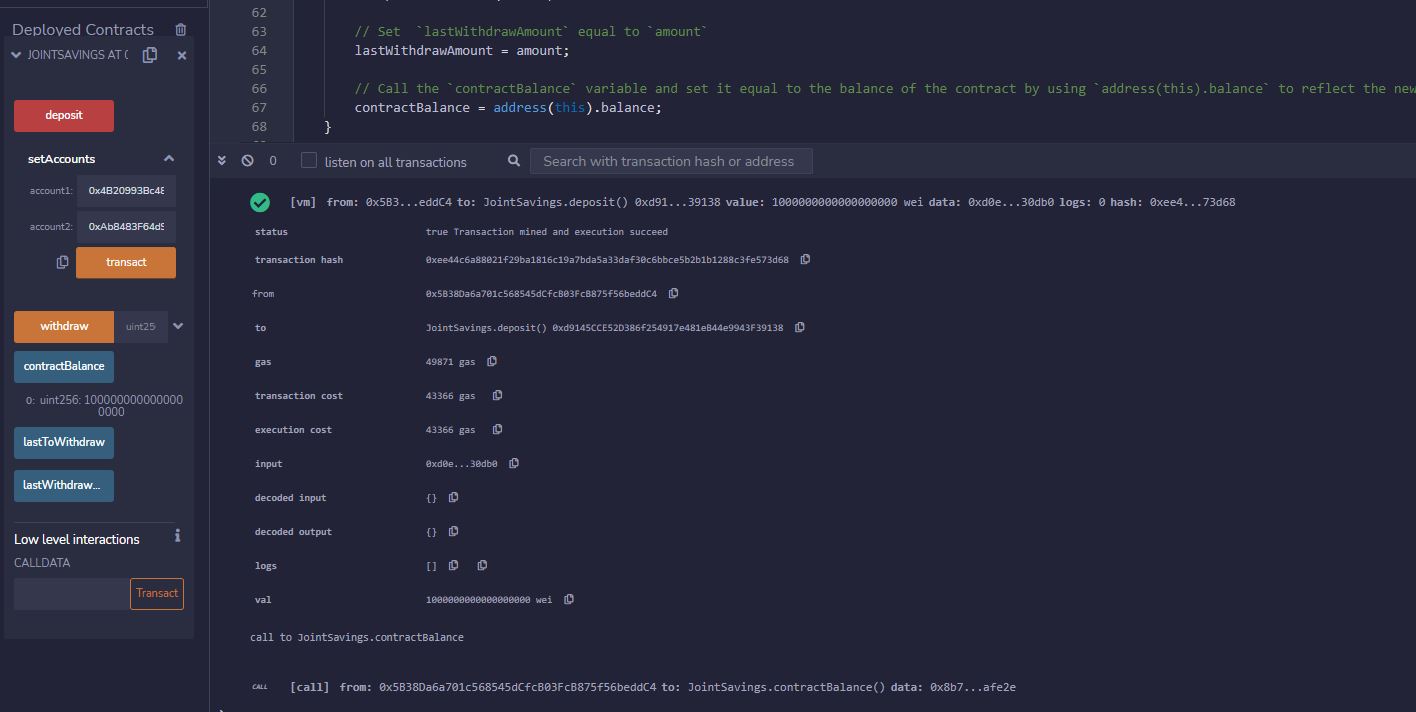 Deployed Contracts
JOINTSAVINGS AT
deposit
setAccounts
account1: 0x4B20993Bc4
account2: 0xAb8483F64d
transact
withdraw uint25
contractBalance
0: uint256: 100000000000000
0000
lastToWithdraw
lastWithdraw...
Low level interactions
CALLDATA
Transact
62
63 // Set `lastWithdrawAmount` equal to `amount`
64 lastWithdrawAmount = amount;
65
66 // Call the `contractBalance` variable and set it equal to the balance of the contract by using `address(this).balance` to reflect the new
67 contractBalance = address(this).balance;
68 }
0 listen on all transactions Search with transaction hash or address
[vm] from: 0x5B3...eddC4 to: JointSavings.deposit() 0xd91...39138 value: 1000000000000000000 wei data: 0xd0e...30db0 logs: 0 hash: 0xee4...73d68
status true Transaction mined and execution succeed
transaction hash 0xee44c6a88021f29ba1816c19a7bda5a33daf30c6bbce5b2b1b1288c3fe573d68
from 0x5B38Da6a701c568545dCfcB03FcB875f56beddC4
to JointSavings.deposit() 0xd9145CCE52D386f254917e481eB44e9943F39138
gas 49871 gas
transaction cost 43366 gas
execution cost 43366 gas
input 0xd0e...30db0
decoded input {}
decoded output {}
logs []
val 1000000000000000000 wei
call to JointSavings.contractBalance
CALL [call] from: 0x5B38Da6a701c568545dCfcB03FcB875f56beddC4 to: JointSavings.contractBalance() data: 0x8b7...afe2e